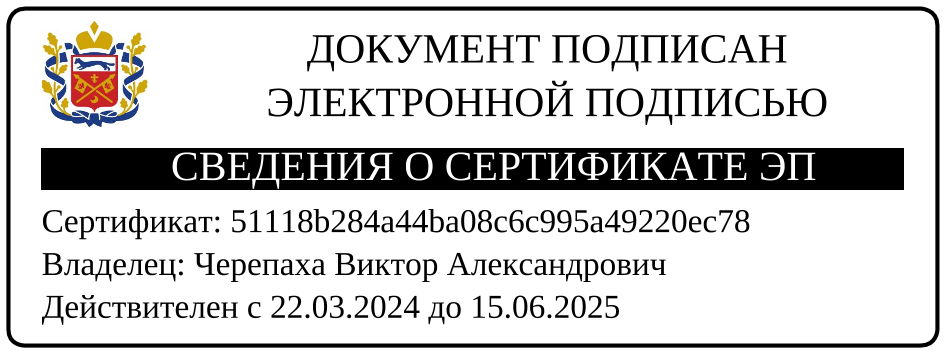 ДОКУМЕНТ ПОДПИСАН
ЭЛЕКТРОННОЙ ПОДПИСЬЮ
СВЕДЕНИЯ О СЕРТИФИКАТЕ ЭП
Сертификат: 51118b284a44ba08c6c995a49220ec78
Владелец: Черепаха Виктор Александрович
Действителен с 22.03.2024 до 15.06.2025